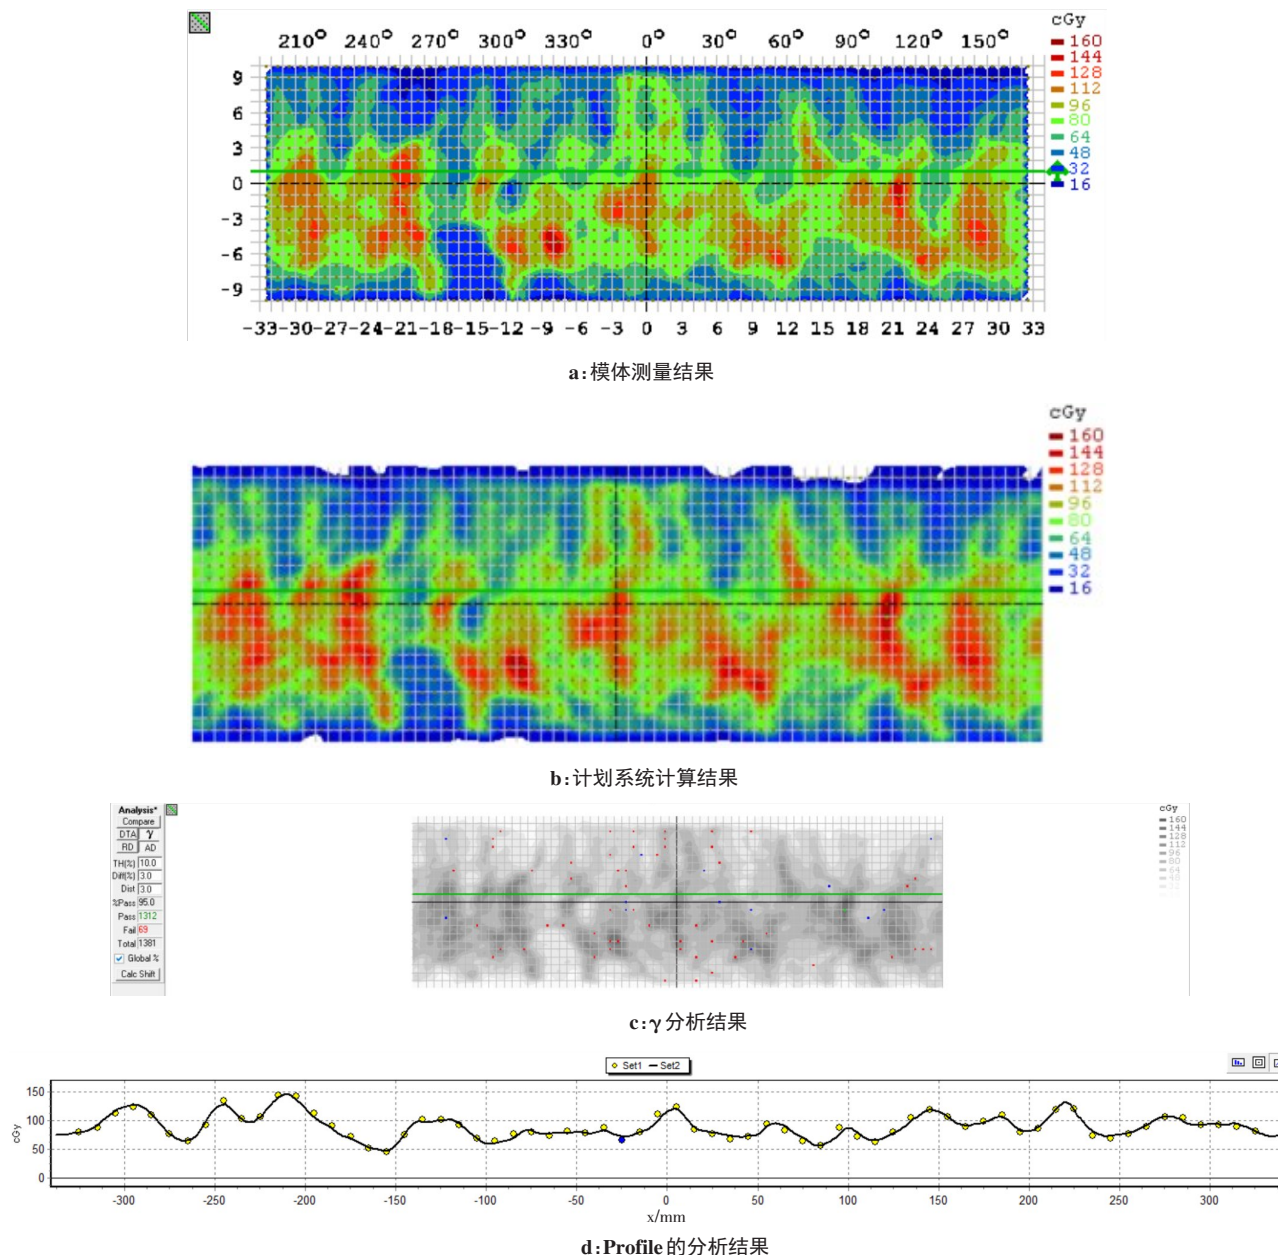 cGy
210° 240° 270° 300° 330° 0° 30° 60° 90° 120° 150°
160
144
128
112
96
80
64
48
32
16
9
6
3
0
-3
-6
-9
-33 -30 -27 -24 -21 -18 -15 -12 -9 -6 -3 0 3 6 9 12 15 18 21 24 27 30 33
a:模体测量结果
cGy
160
144
128
112
96
80
64
48
32
16
b:计划系统计算结果
Analysis*
Compare
DTA γ
RD AD
TH(%) 10.0
Diff(%) 3.0
Dist 3.0
%Pass 95.0
Pass 1312
Fail 69
Total 1381
Global %
Calc Shift
cGy
160
144
128
112
96
80
64
48
32
c:γ分析结果
Set1 Set2
cGy
150
100
50
0
-300 -250 -200 -150 -100 -50 0 50 100 150 200 250 300
x/mm
d:Profile的分析结果